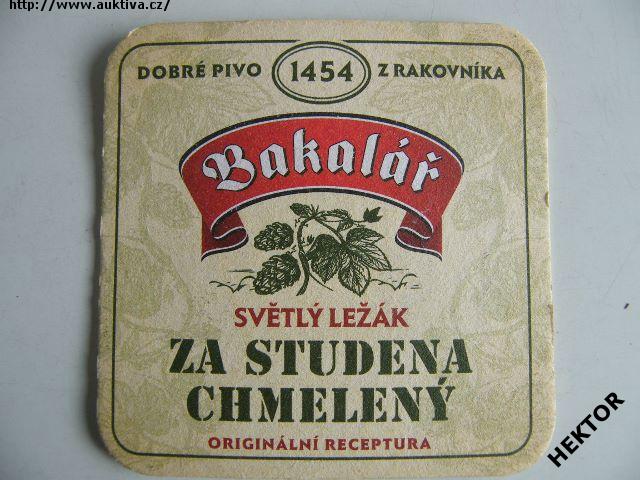 http://www.auktiva.cz/
DOBRÉ PIVO 1454 Z RAKOVNÍKA
Bakalář
SVĚTLÝ LEŽÁK
ZA STUDENA
CHMELENÝ
ORIGINÁLNÍ RECEPTURA
HEKTOR